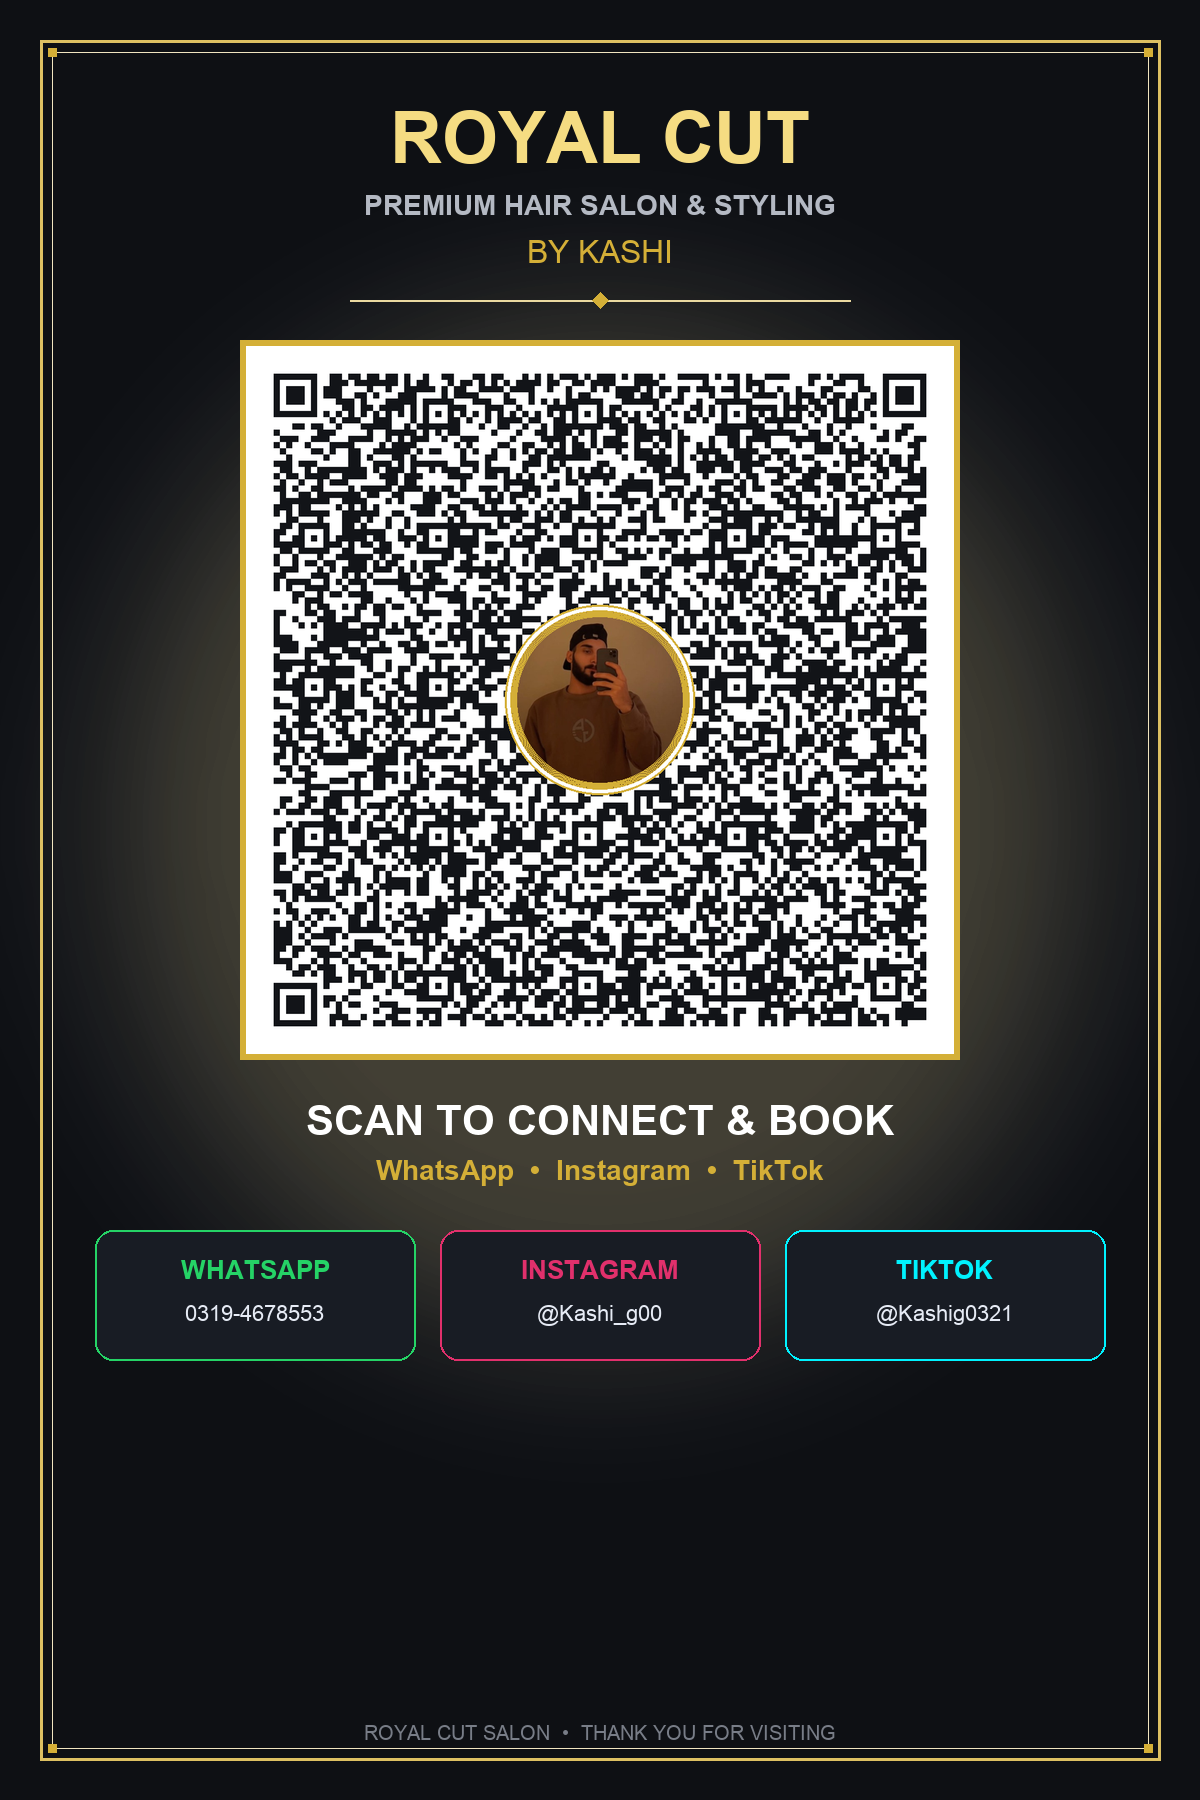 ROYAL CUT
PREMIUM HAIR SALON & STYLING
BY KASHI
SCAN TO CONNECT & BOOK
WhatsApp • Instagram • TikTok
WHATSAPP
0319-4678553
INSTAGRAM
@Kashi_g00
TIKTOK
@Kashig0321
ROYAL CUT SALON • THANK YOU FOR VISITING